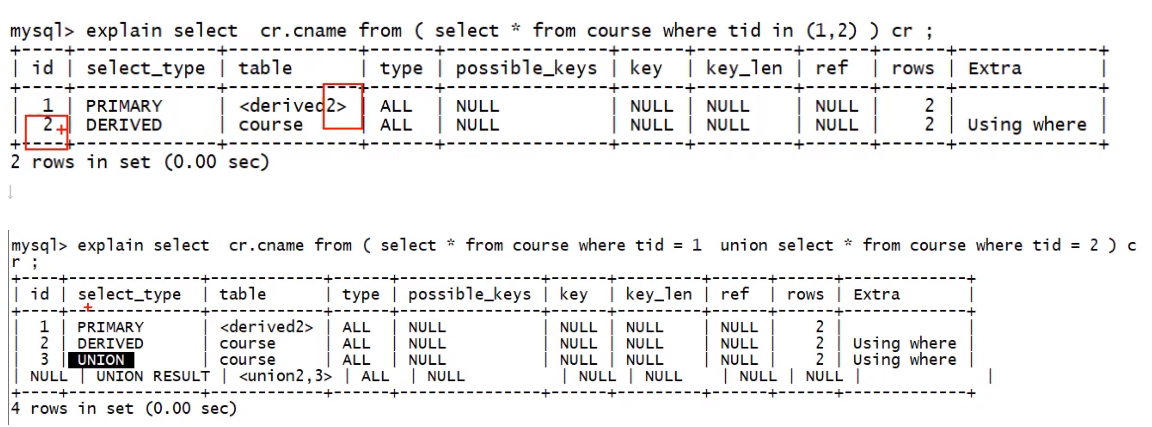 mysql> explain select  cr.cname from ( select * from course where tid in (1,2) ) cr ;
+----+-------------+------------+------+---------------+------+---------+------+------+-------------+
| id | select_type | table      | type | possible_keys | key  | key_len | ref  | rows | Extra       |
+----+-------------+------------+------+---------------+------+---------+------+------+-------------+
|  1 | PRIMARY     | <derived2> | ALL  | NULL          | NULL | NULL    | NULL |    2 |             |
|  2 | DERIVED     | course     | ALL  | NULL          | NULL | NULL    | NULL |    2 | Using where |
+----+-------------+------------+------+---------------+------+---------+------+------+-------------+
2 rows in set (0.00 sec)
↓
mysql> explain select  cr.cname from ( select * from course where tid = 1  union select * from course where tid = 2 ) c
r ;
+----+--------------+------------+------+---------------+------+---------+------+------+-------------+
| id | select_type  | table      | type | possible_keys | key  | key_len | ref  | rows | Extra       |
+----+--------------+------------+------+---------------+------+---------+------+------+-------------+
|  1 | PRIMARY      | <derived2> | ALL  | NULL          | NULL | NULL    | NULL |    2 |             |
|  2 | DERIVED      | course     | ALL  | NULL          | NULL | NULL    | NULL |    2 | Using where |
|  3 | UNION        | course     | ALL  | NULL          | NULL | NULL    | NULL |    2 | Using where |
| NULL | UNION RESULT | <union2,3> | ALL  | NULL          | NULL | NULL    | NULL | NULL |             |
+----+--------------+------------+------+---------------+------+---------+------+------+-------------+
4 rows in set (0.00 sec)